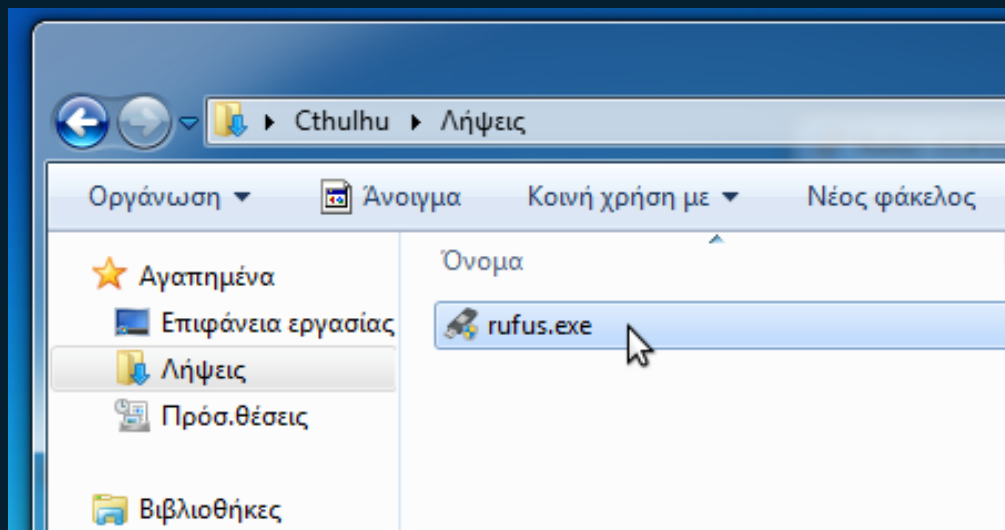 Cthulhu Λήψεις
Οργάνωση Άνοιγμα Κοινή χρήση με Νέος φάκελος
Αγαπημένα
Επιφάνεια εργασίας
Λήψεις
Πρόσ.θέσεις
Βιβλιοθήκες
Όνομα
rufus.exe